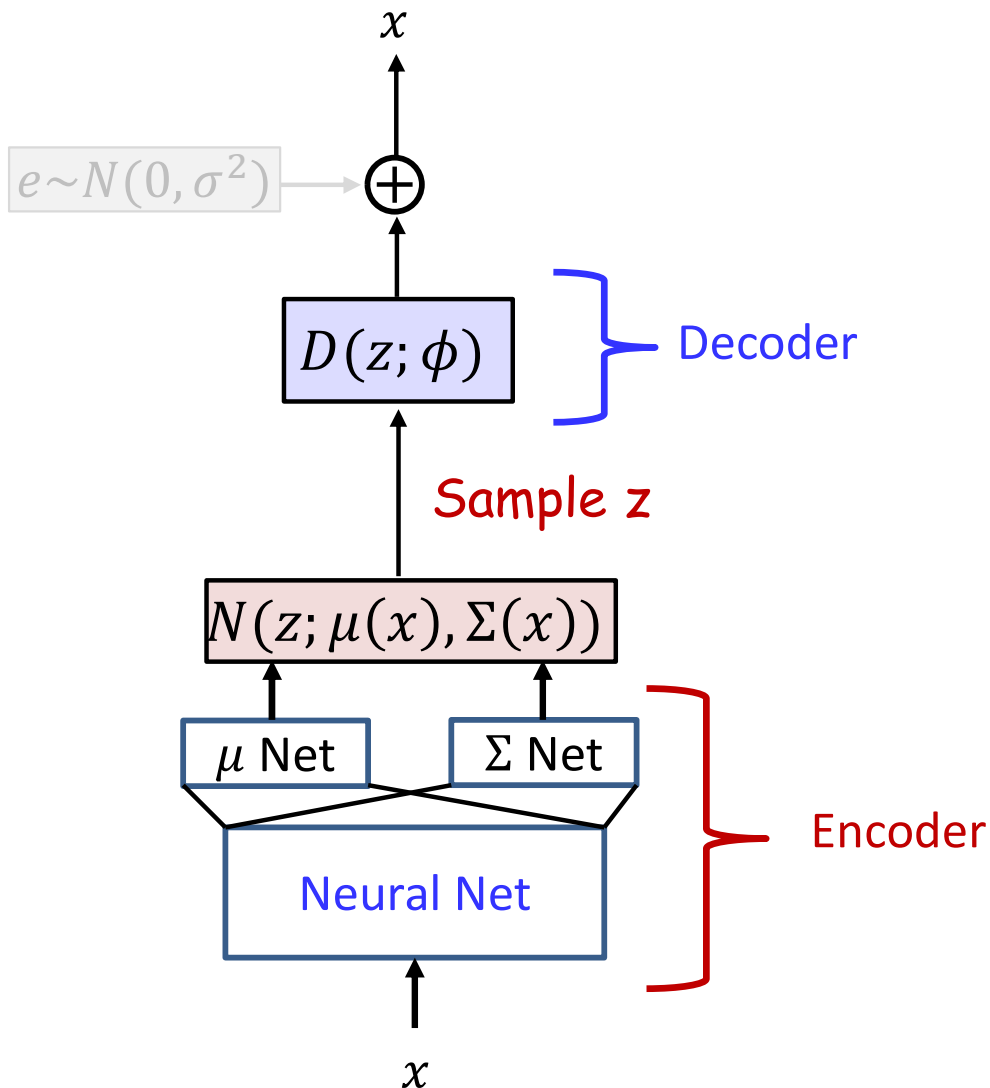 x
e~N(0, σ²)
+
D(z; ϕ)
Decoder
Sample z
N(z; μ(x), Σ(x))
μ Net
Σ Net
Encoder
Neural Net
x